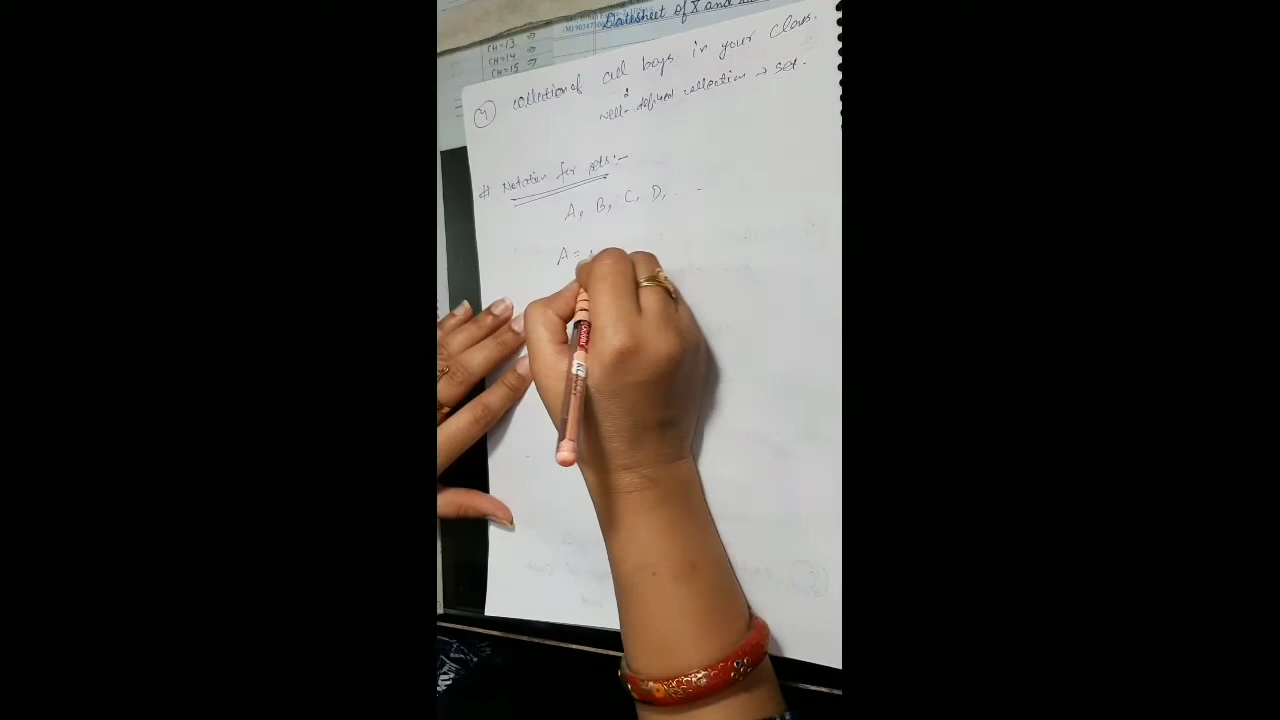 Datesheet of X and
CH=13 ⇒
CH=14 ⇒
CH=15 ⇒
4 collection of all boys in your class.
well-defined collection → set.
# Notation for sets:-
A, B, C, D, . . -
A =